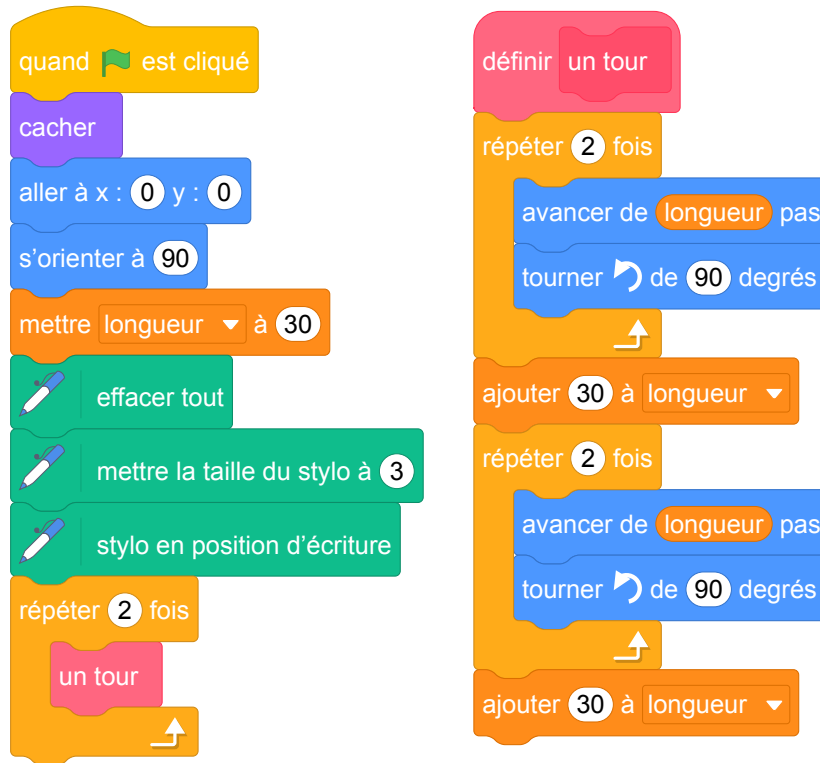 quand est cliqué
cacher
aller à x : 0 y : 0
s’orienter à 90
mettre longueur à 30
effacer tout
mettre la taille du stylo à 3
stylo en position d’écriture
répéter 2 fois
un tour
définir un tour
répéter 2 fois
avancer de longueur pas
tourner de 90 degrés
ajouter 30 à longueur
répéter 2 fois
avancer de longueur pas
tourner de 90 degrés
ajouter 30 à longueur